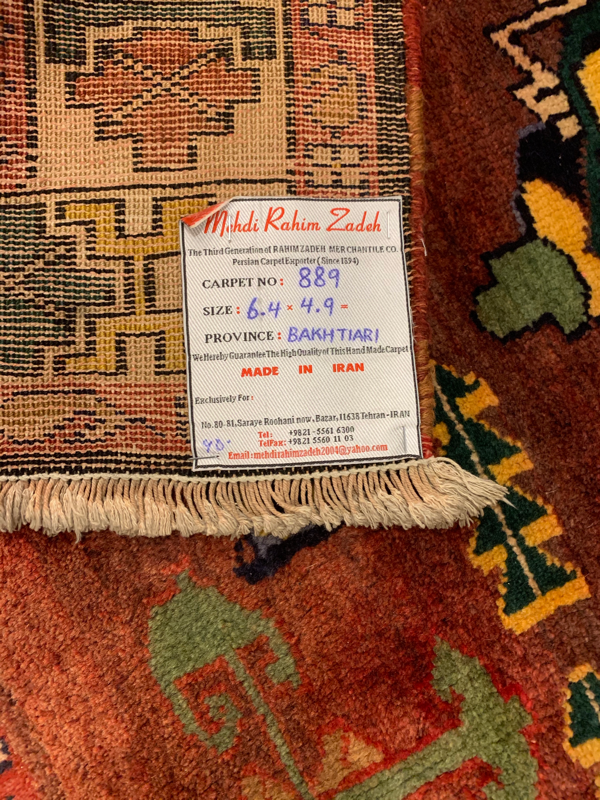 Mehdi Rahim Zadeh
The Third Generation of RAHIMZADEH MERCHANTILE CO.
Persian Carpet Exporter ( Since 1894)
CARPET NO: 889
SIZE: 6.4 × 4.9 =
PROVINCE: BAKHTIARI
We Hereby Guarantee The High Quality of This Hand Made Carpet
MADE IN IRAN
Exclusively For:
No. 80-81, Saraye Roohani now, Bazar, 11638 Tehran - IRAN
Tel: +9821-5561 6300
TelFax: +9821 5560 11 03
Email: mehdirahimzadeh2004@yahoo.com